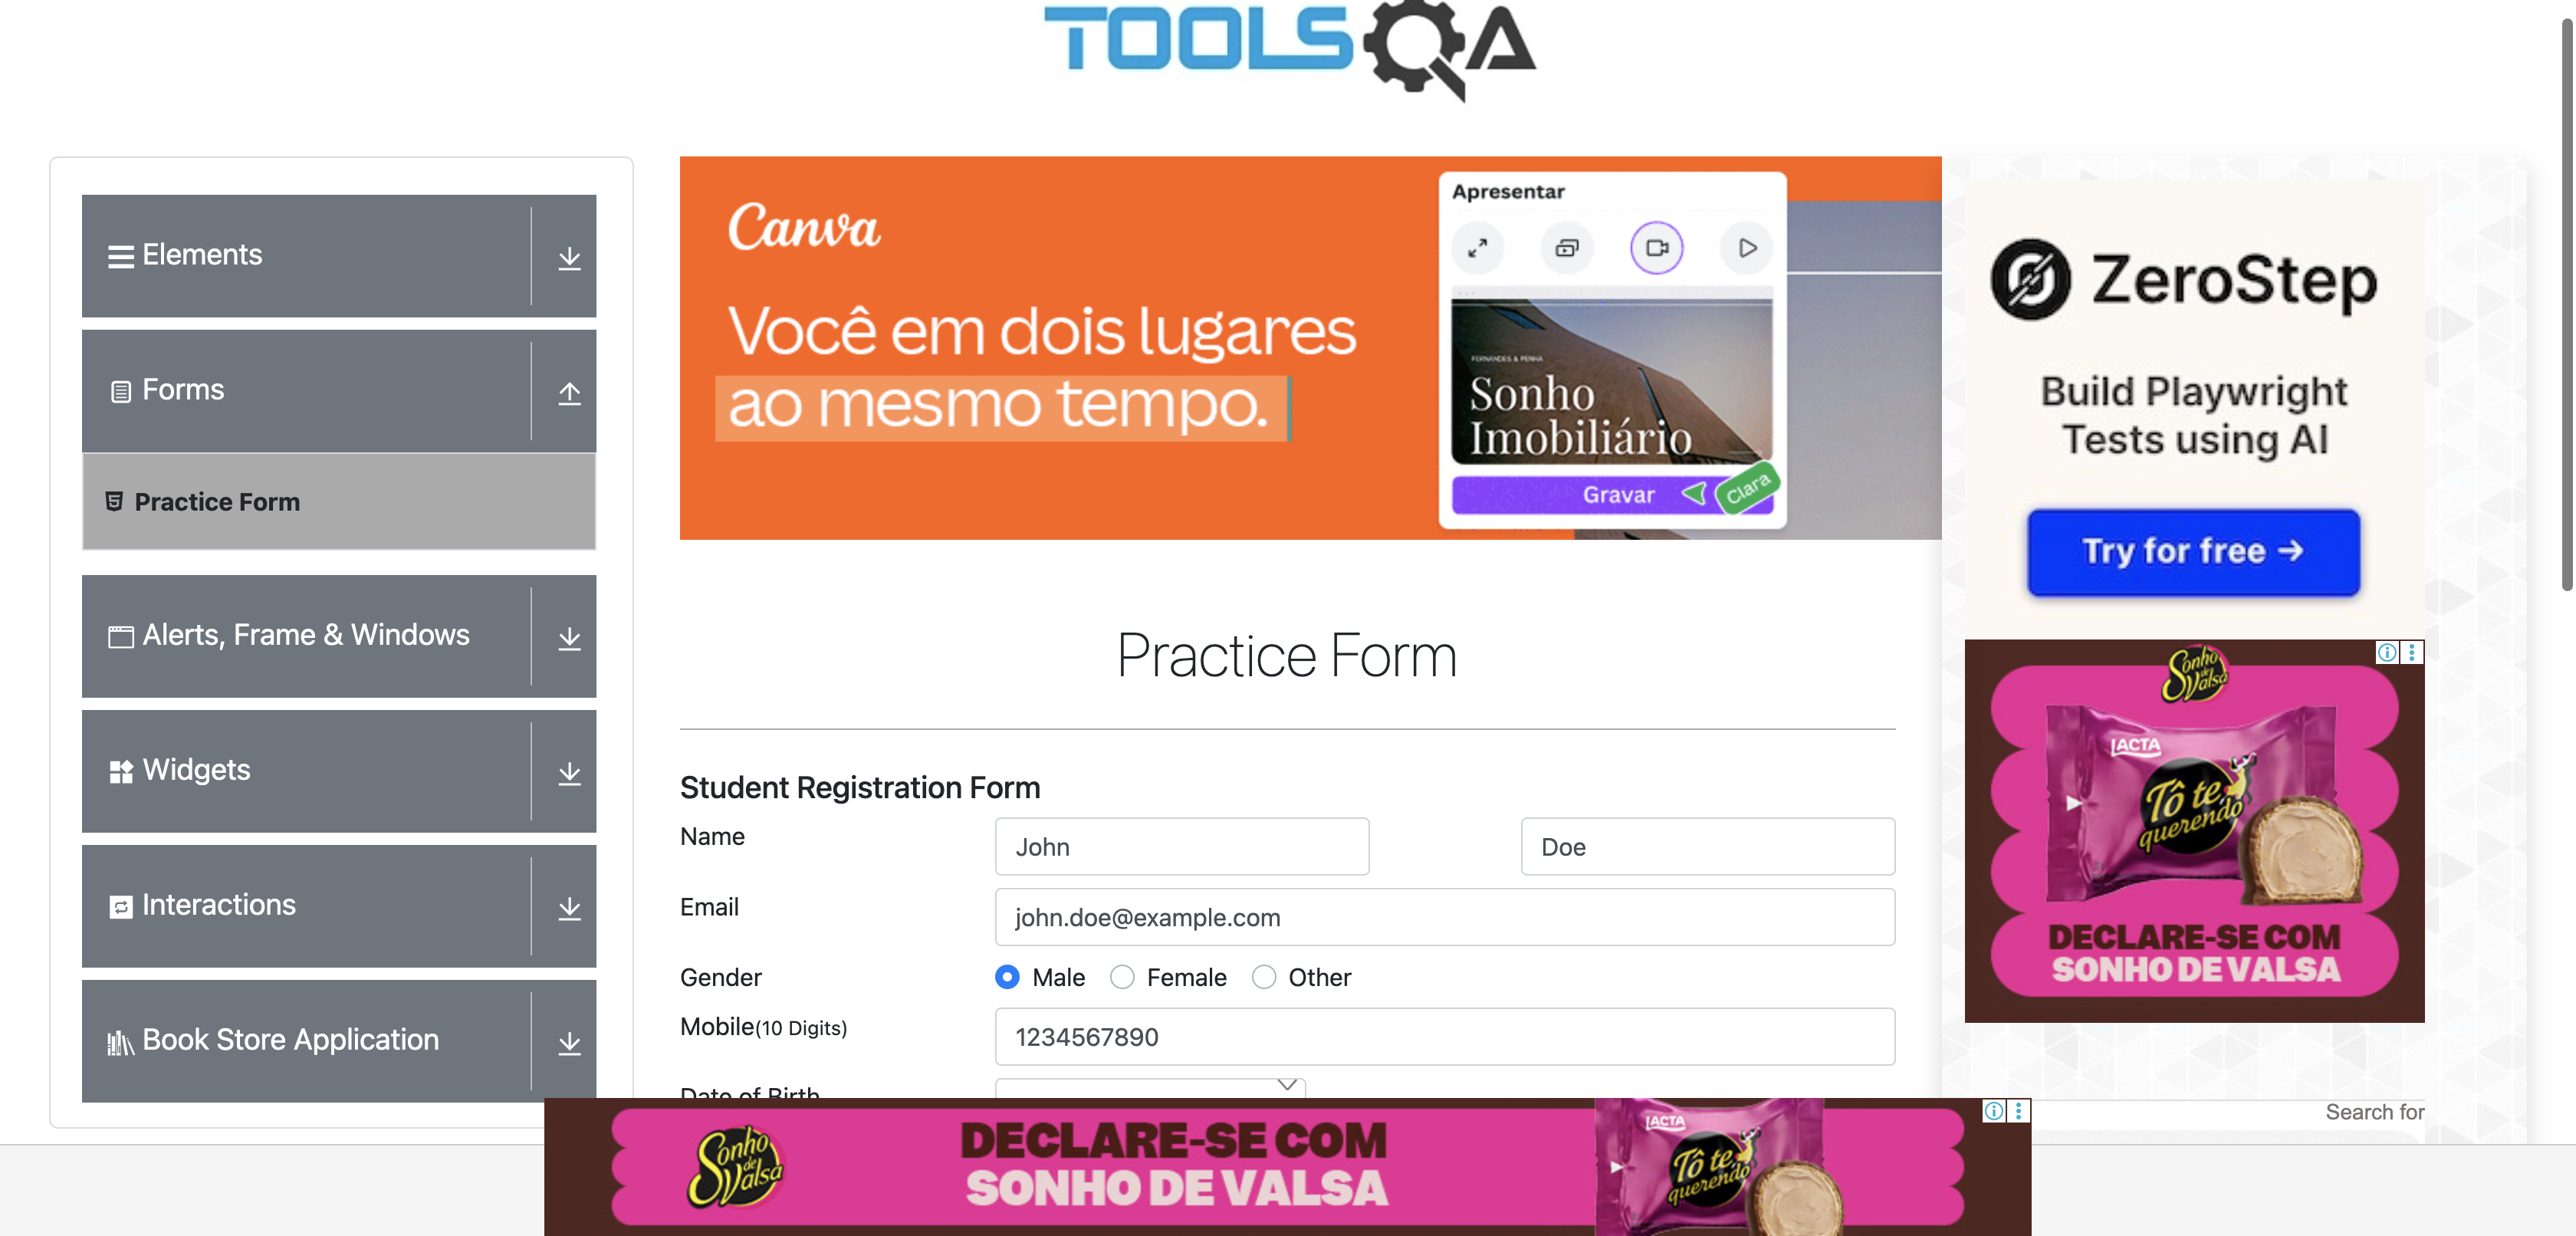 TOOLSQA
Elements
Forms
Practice Form
Alerts, Frame & Windows
Widgets
Interactions
Book Store Application
Canva
Você em dois lugares
ao mesmo tempo.
Apresentar
FERNANDES & PENHA
Sonho
Imobiliário
Gravar
Clara
Practice Form
Student Registration Form
Name
John
Doe
Email
john.doe@example.com
Gender
Male
Female
Other
Mobile(10 Digits)
1234567890
Date of Birth
ZeroStep
Build Playwright
Tests using AI
Try for free →
Sonho de Valsa
LACTA
Tô te
querendo
DECLARE-SE COM
SONHO DE VALSA
Search for
Sonho
de
Valsa
DECLARE-SE COM
SONHO DE VALSA
LACTA
Tô te
querendo